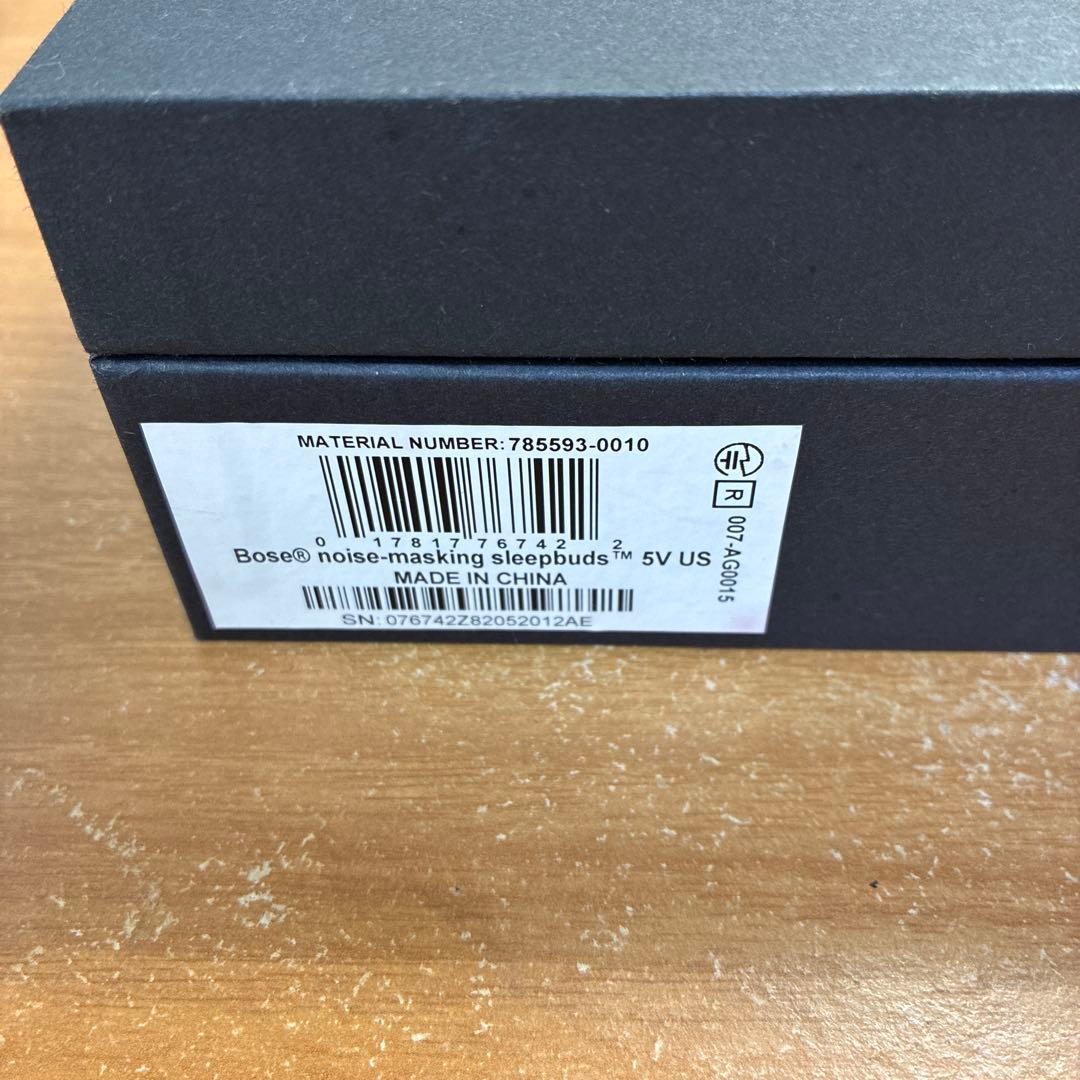 MATERIAL NUMBER: 785593-0010
0 17817 76742 2
Bose® noise-masking sleepbuds™ 5V US
MADE IN CHINA
SN: 076742Z82052012AE
R 007-AG0015